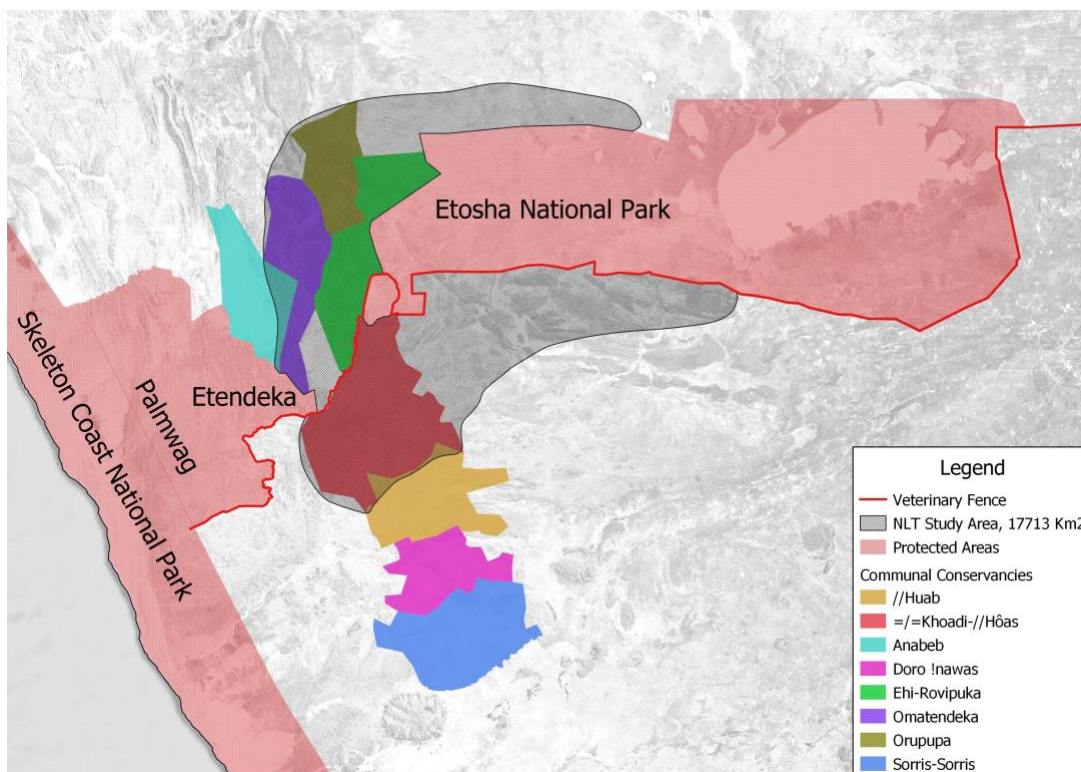 Etosha National Park
Skeleton Coast National Park
Palmwag
Etendeka
Legend
Veterinary Fence
NLT Study Area, 17713 Km2
Protected Areas
Communal Conservancies
//Huab
=/=Khoadi-//Hôas
Anabeb
Doro !nawas
Ehi-Rovipuka
Omatendeka
Orupupa
Sorris-Sorris